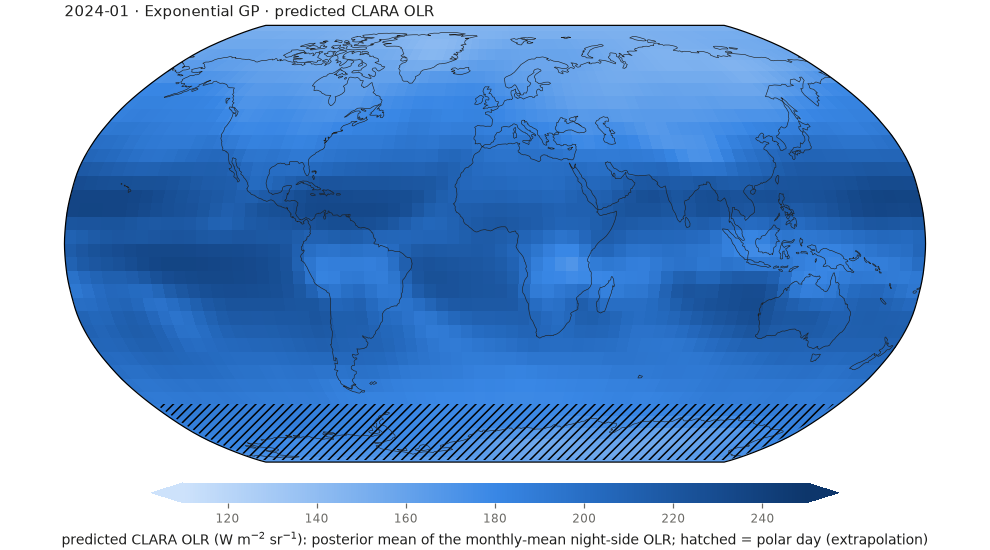 2024-01 · Exponential GP · predicted CLARA OLR
120 140 160 180 200 220 240
predicted CLARA OLR (W m⁻² sr⁻¹): posterior mean of the monthly-mean night-side OLR; hatched = polar day (extrapolation)